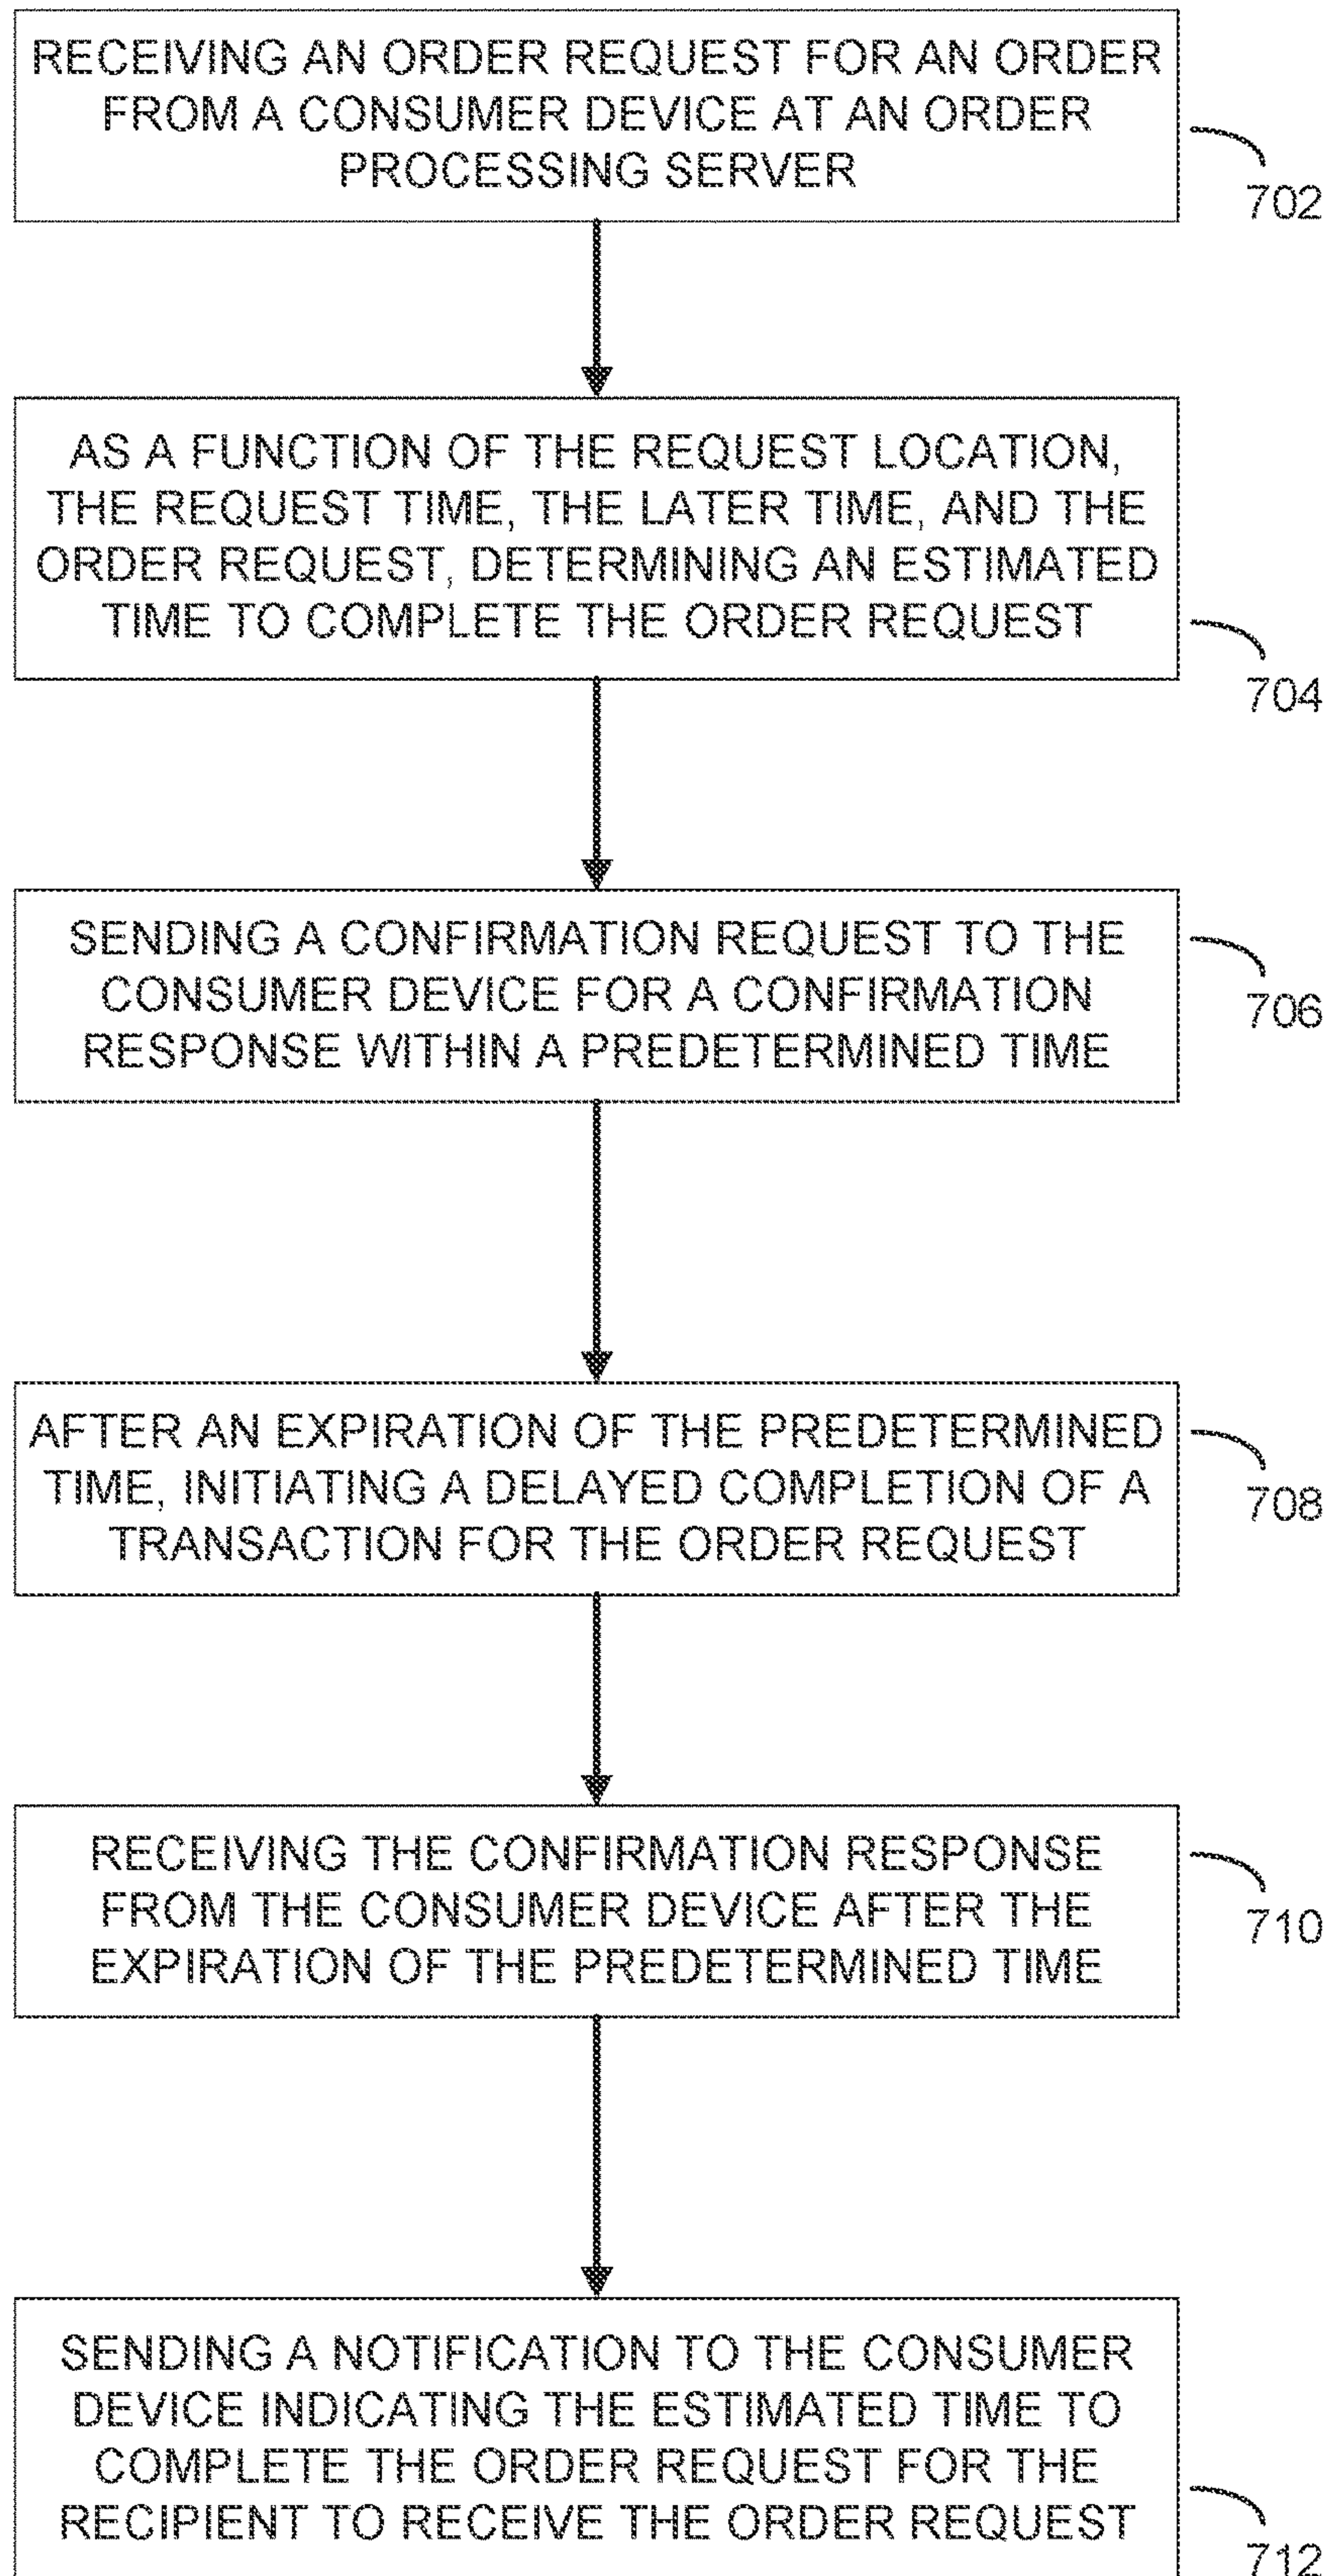 RECEIVING AN ORDER REQUEST FOR AN ORDER
FROM A CONSUMER DEVICE AT AN ORDER
PROCESSING SERVER
702
AS A FUNCTION OF THE REQUEST LOCATION,
THE REQUEST TIME, THE LATER TIME, AND THE
ORDER REQUEST, DETERMINING AN ESTIMATED
TIME TO COMPLETE THE ORDER REQUEST
704
SENDING A CONFIRMATION REQUEST TO THE
CONSUMER DEVICE FOR A CONFIRMATION
RESPONSE WITHIN A PREDETERMINED TIME
706
AFTER AN EXPIRATION OF THE PREDETERMINED
TIME, INITIATING A DELAYED COMPLETION OF A
TRANSACTION FOR THE ORDER REQUEST
708
RECEIVING THE CONFIRMATION RESPONSE
FROM THE CONSUMER DEVICE AFTER THE
EXPIRATION OF THE PREDETERMINED TIME
710
SENDING A NOTIFICATION TO THE CONSUMER
DEVICE INDICATING THE ESTIMATED TIME TO
COMPLETE THE ORDER REQUEST FOR THE
RECIPIENT TO RECEIVE THE ORDER REQUEST
712